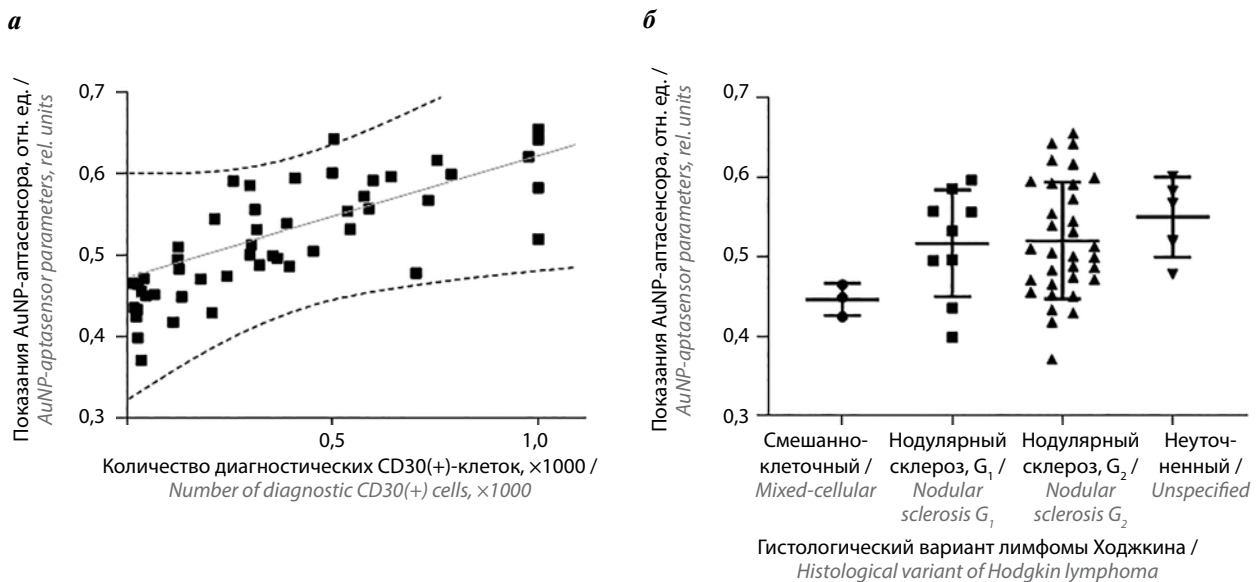 а
Показания AuNP-аптасенсора, отн. ед. /
AuNP-aptasensor parameters, rel. units
0,7
0,6
0,5
0,4
0,3
0,5
1,0
Количество диагностических CD30(+)-клеток, ×1000 /
Number of diagnostic CD30(+) cells, ×1000
б
Показания AuNP-аптасенсора, отн. ед. /
AuNP-aptasensor parameters, rel. units
0,7
0,6
0,5
0,4
0,3
Смешанно-
клеточный /
Mixed-cellular
Нодулярный
склероз, G1 /
Nodular
sclerosis G1
Нодулярный
склероз, G2 /
Nodular
sclerosis G2
Неуточ-
ненный /
Unspecified
Гистологический вариант лимфомы Ходжкина /
Histological variant of Hodgkin lymphoma